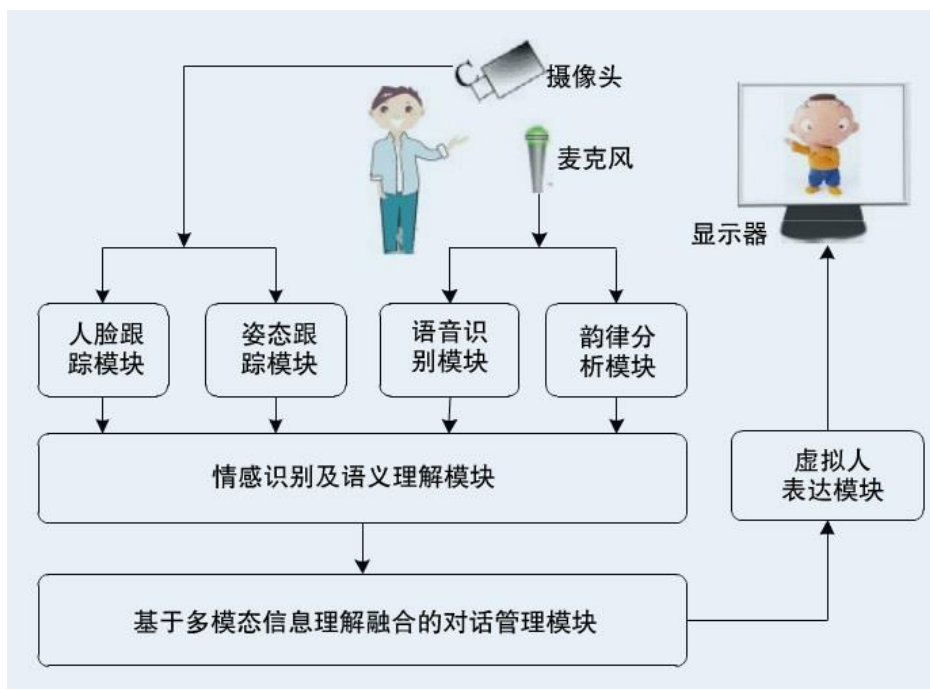 摄像头
麦克风
显示器
人脸跟
踪模块
姿态跟
踪模块
语音识
别模块
韵律分
析模块
情感识别及语义理解模块
虚拟人
表达模块
基于多模态信息理解融合的对话管理模块